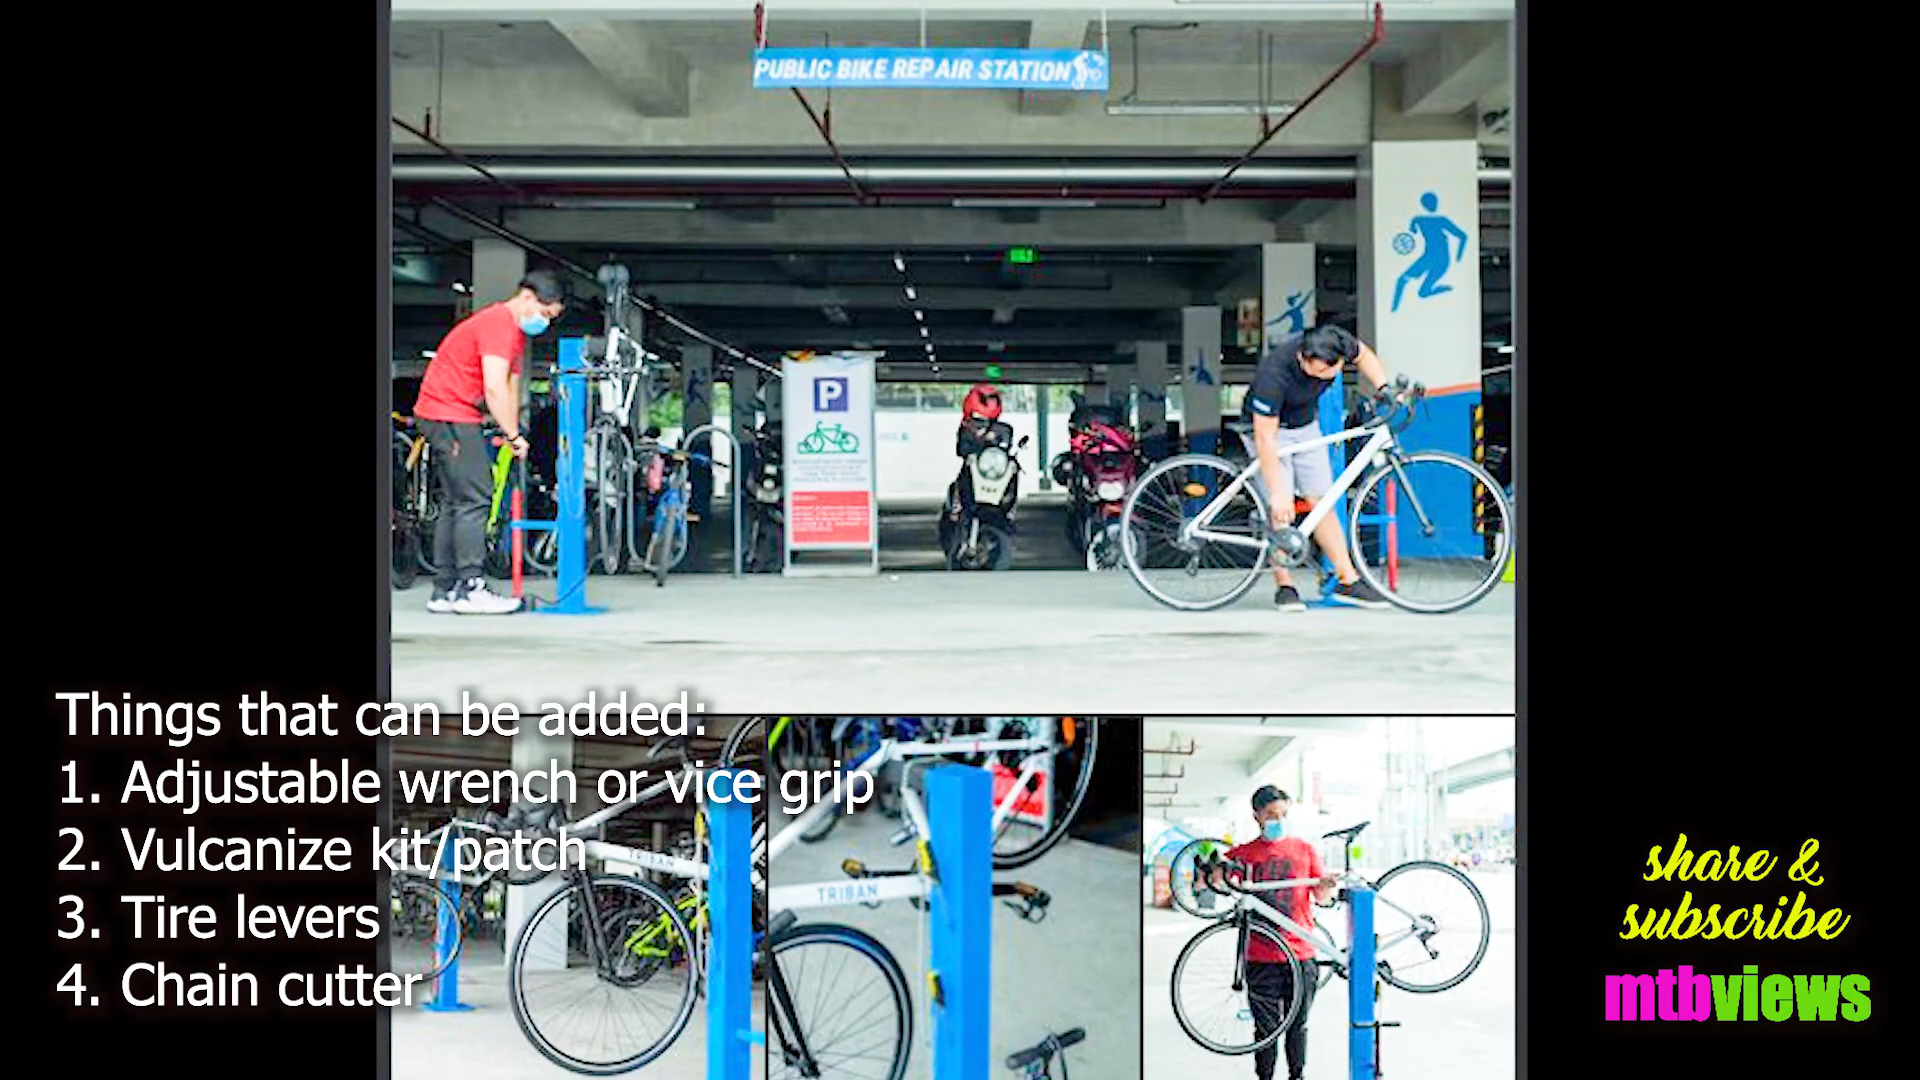 PUBLIC BIKE REPAIR STATION
P
Things that can be added:
1. Adjustable wrench or vice grip
2. Vulcanize kit/patch
3. Tire levers
4. Chain cutter
TRIBAN
TRIBAN
share &
subscribe
mtbviews